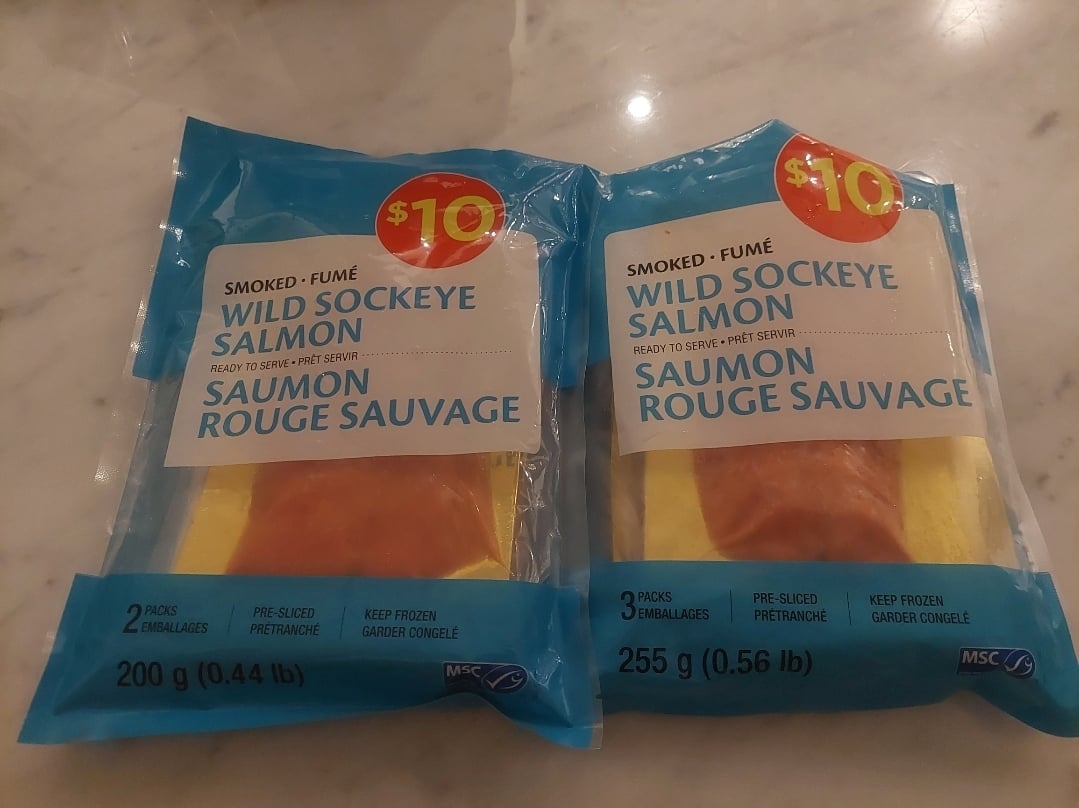 $10
SMOKED • FUMÉ
WILD SOCKEYE
SALMON
READY TO SERVE • PRÊT SERVIR
SAUMON
ROUGE SAUVAGE
2 PACKS
EMBALLAGES
PRE-SLICED
PRÉTRANCHÉ
KEEP FROZEN
GARDER CONGELÉ
200 g (0.44 lb)
MSC
$10
SMOKED • FUMÉ
WILD SOCKEYE
SALMON
READY TO SERVE • PRÊT SERVIR
SAUMON
ROUGE SAUVAGE
3 PACKS
EMBALLAGES
PRE-SLICED
PRÉTRANCHÉ
KEEP FROZEN
GARDER CONGELÉ
255 g (0.56 lb)
MSC